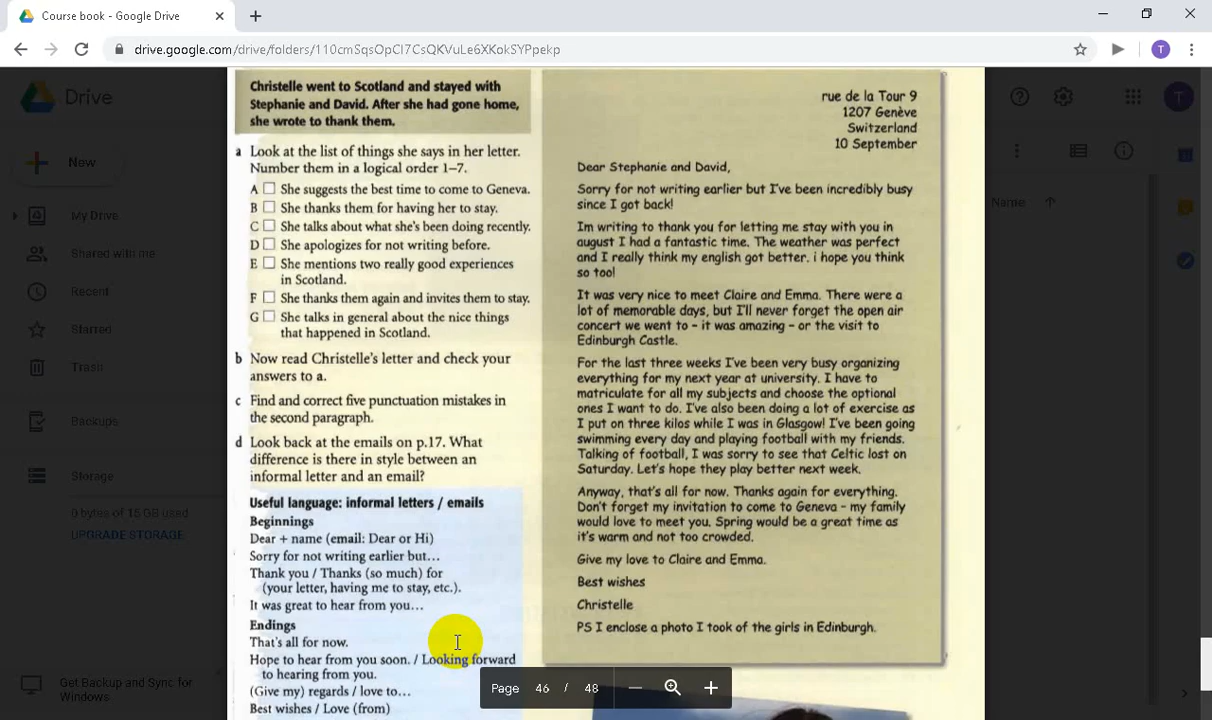 Course book - Google Drive
drive.google.com/drive/folders/110cmSqsOpCI7CsQKVuLe6XKokSYPpekp
T
Drive
New
My Drive
Shared with me
Recent
Starred
Trash
Backups
Storage
0 bytes of 15 GB used
UPGRADE STORAGE
Get Backup and Sync for
Windows
Name
Christelle went to Scotland and stayed with
Stephanie and David. After she had gone home,
she wrote to thank them.
a Look at the list of things she says in her letter.
Number them in a logical order 1–7.
A She suggests the best time to come to Geneva.
B She thanks them for having her to stay.
C She talks about what she's been doing recently.
D She apologizes for not writing before.
E She mentions two really good experiences
in Scotland.
F She thanks them again and invites them to stay.
G She talks in general about the nice things
that happened in Scotland.
b Now read Christelle's letter and check your
answers to a.
c Find and correct five punctuation mistakes in
the second paragraph.
d Look back at the emails on p.17. What
difference is there in style between an
informal letter and an email?
Useful language: informal letters / emails
Beginnings
Dear + name (email: Dear or Hi)
Sorry for not writing earlier but…
Thank you / Thanks (so much) for
(your letter, having me to stay, etc.).
It was great to hear from you…
Endings
That's all for now.
Hope to hear from you soon. / Looking forward
to hearing from you.
(Give my) regards / love to…
Best wishes / Love (from)
rue de la Tour 9
1207 Genève
Switzerland
10 September
Dear Stephanie and David,
Sorry for not writing earlier but I've been incredibly busy
since I got back!
Im writing to thank you for letting me stay with you in
august I had a fantastic time. The weather was perfect
and I really think my english got better. i hope you think
so too!
It was very nice to meet Claire and Emma. There were a
lot of memorable days, but I'll never forget the open air
concert we went to – it was amazing – or the visit to
Edinburgh Castle.
For the last three weeks I've been very busy organizing
everything for my next year at university. I have to
matriculate for all my subjects and choose the optional
ones I want to do. I've also been doing a lot of exercise as
I put on three kilos while I was in Glasgow! I've been going
swimming every day and playing football with my friends.
Talking of football, I was sorry to see that Celtic lost on
Saturday. Let's hope they play better next week.
Anyway, that's all for now. Thanks again for everything.
Don't forget my invitation to come to Geneva – my family
would love to meet you. Spring would be a great time as
it's warm and not too crowded.
Give my love to Claire and Emma.
Best wishes
Christelle
PS I enclose a photo I took of the girls in Edinburgh.
Page 46 / 48